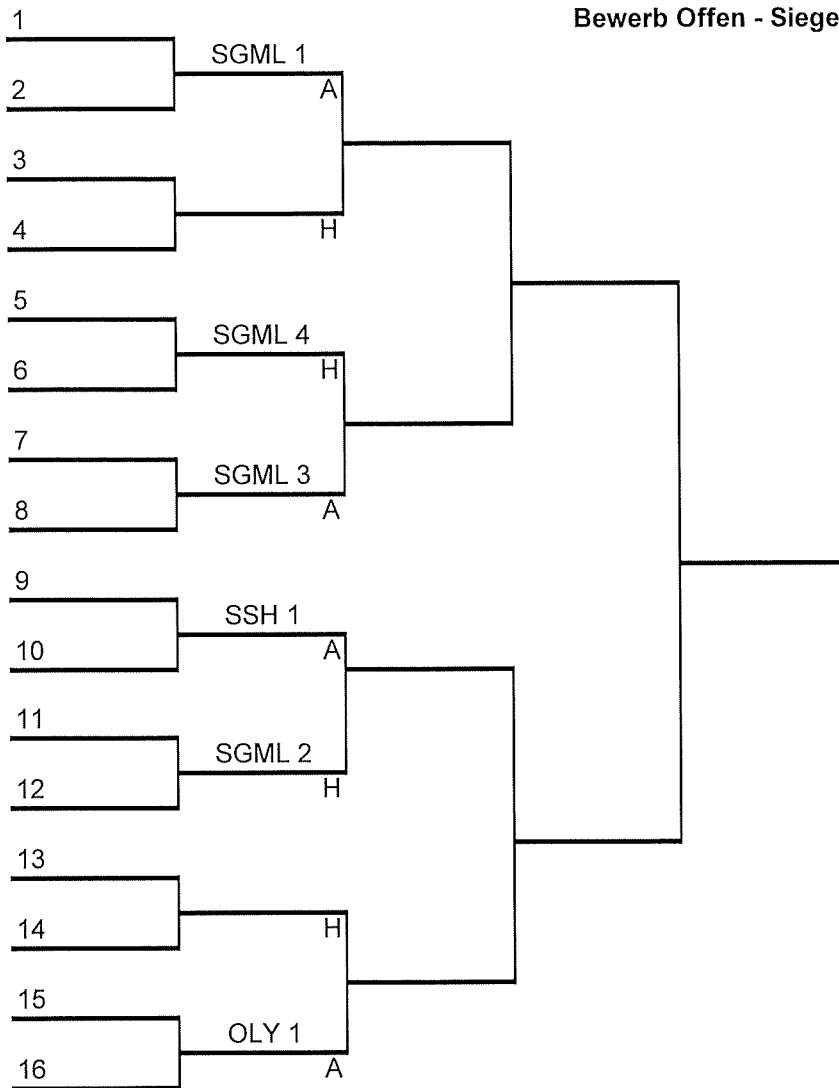 Bewerb Offen - Siege
1
SGML 1
A
2
3
4
H
5
SGML 4
H
6
7
SGML 3
A
8
9
SSH 1
A
10
11
SGML 2
H
12
13
H
14
15
OLY 1
A
16